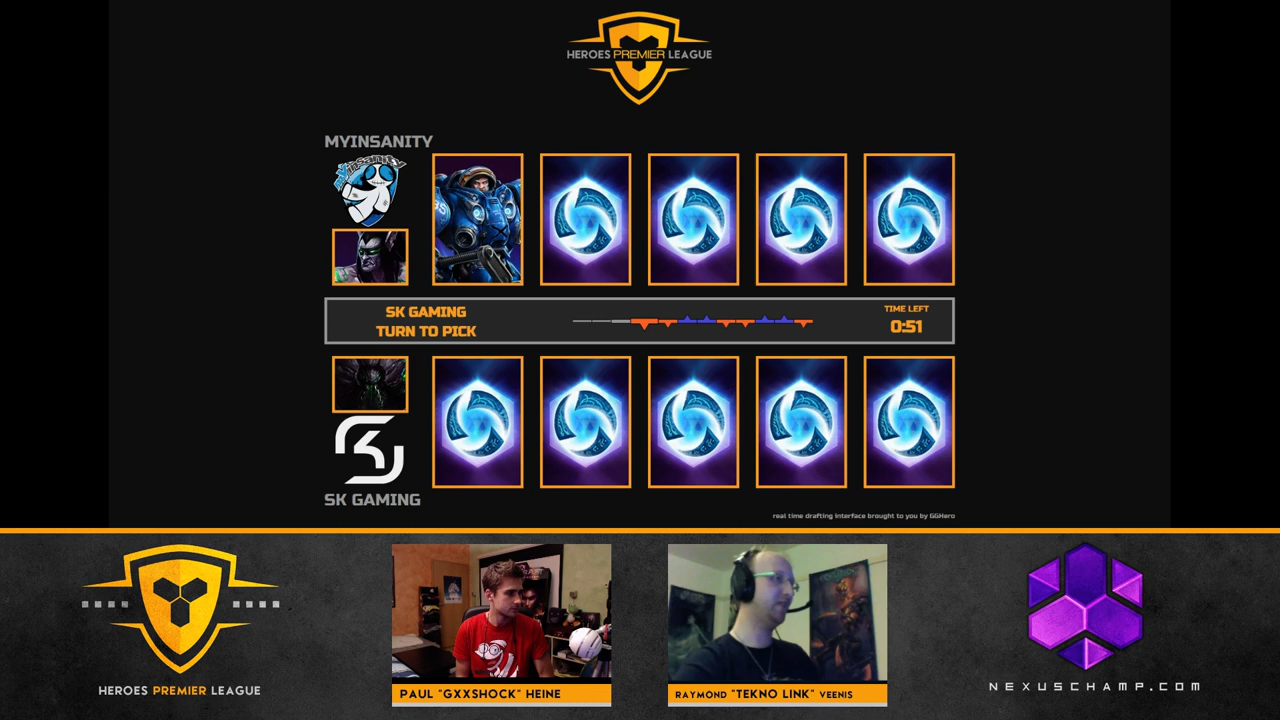 HEROES PREMIER LEAGUE
MYINSANITY
SK GAMING
TURN TO PICK
TIME LEFT
0:51
SK GAMING
real time drafting interface brought to you by GGHero
HEROES PREMIER LEAGUE
PAUL "GXXSHOCK" HEINE
RAYMOND "TEKNO LINK" VEENIS
NEXUSCHAMP.COM